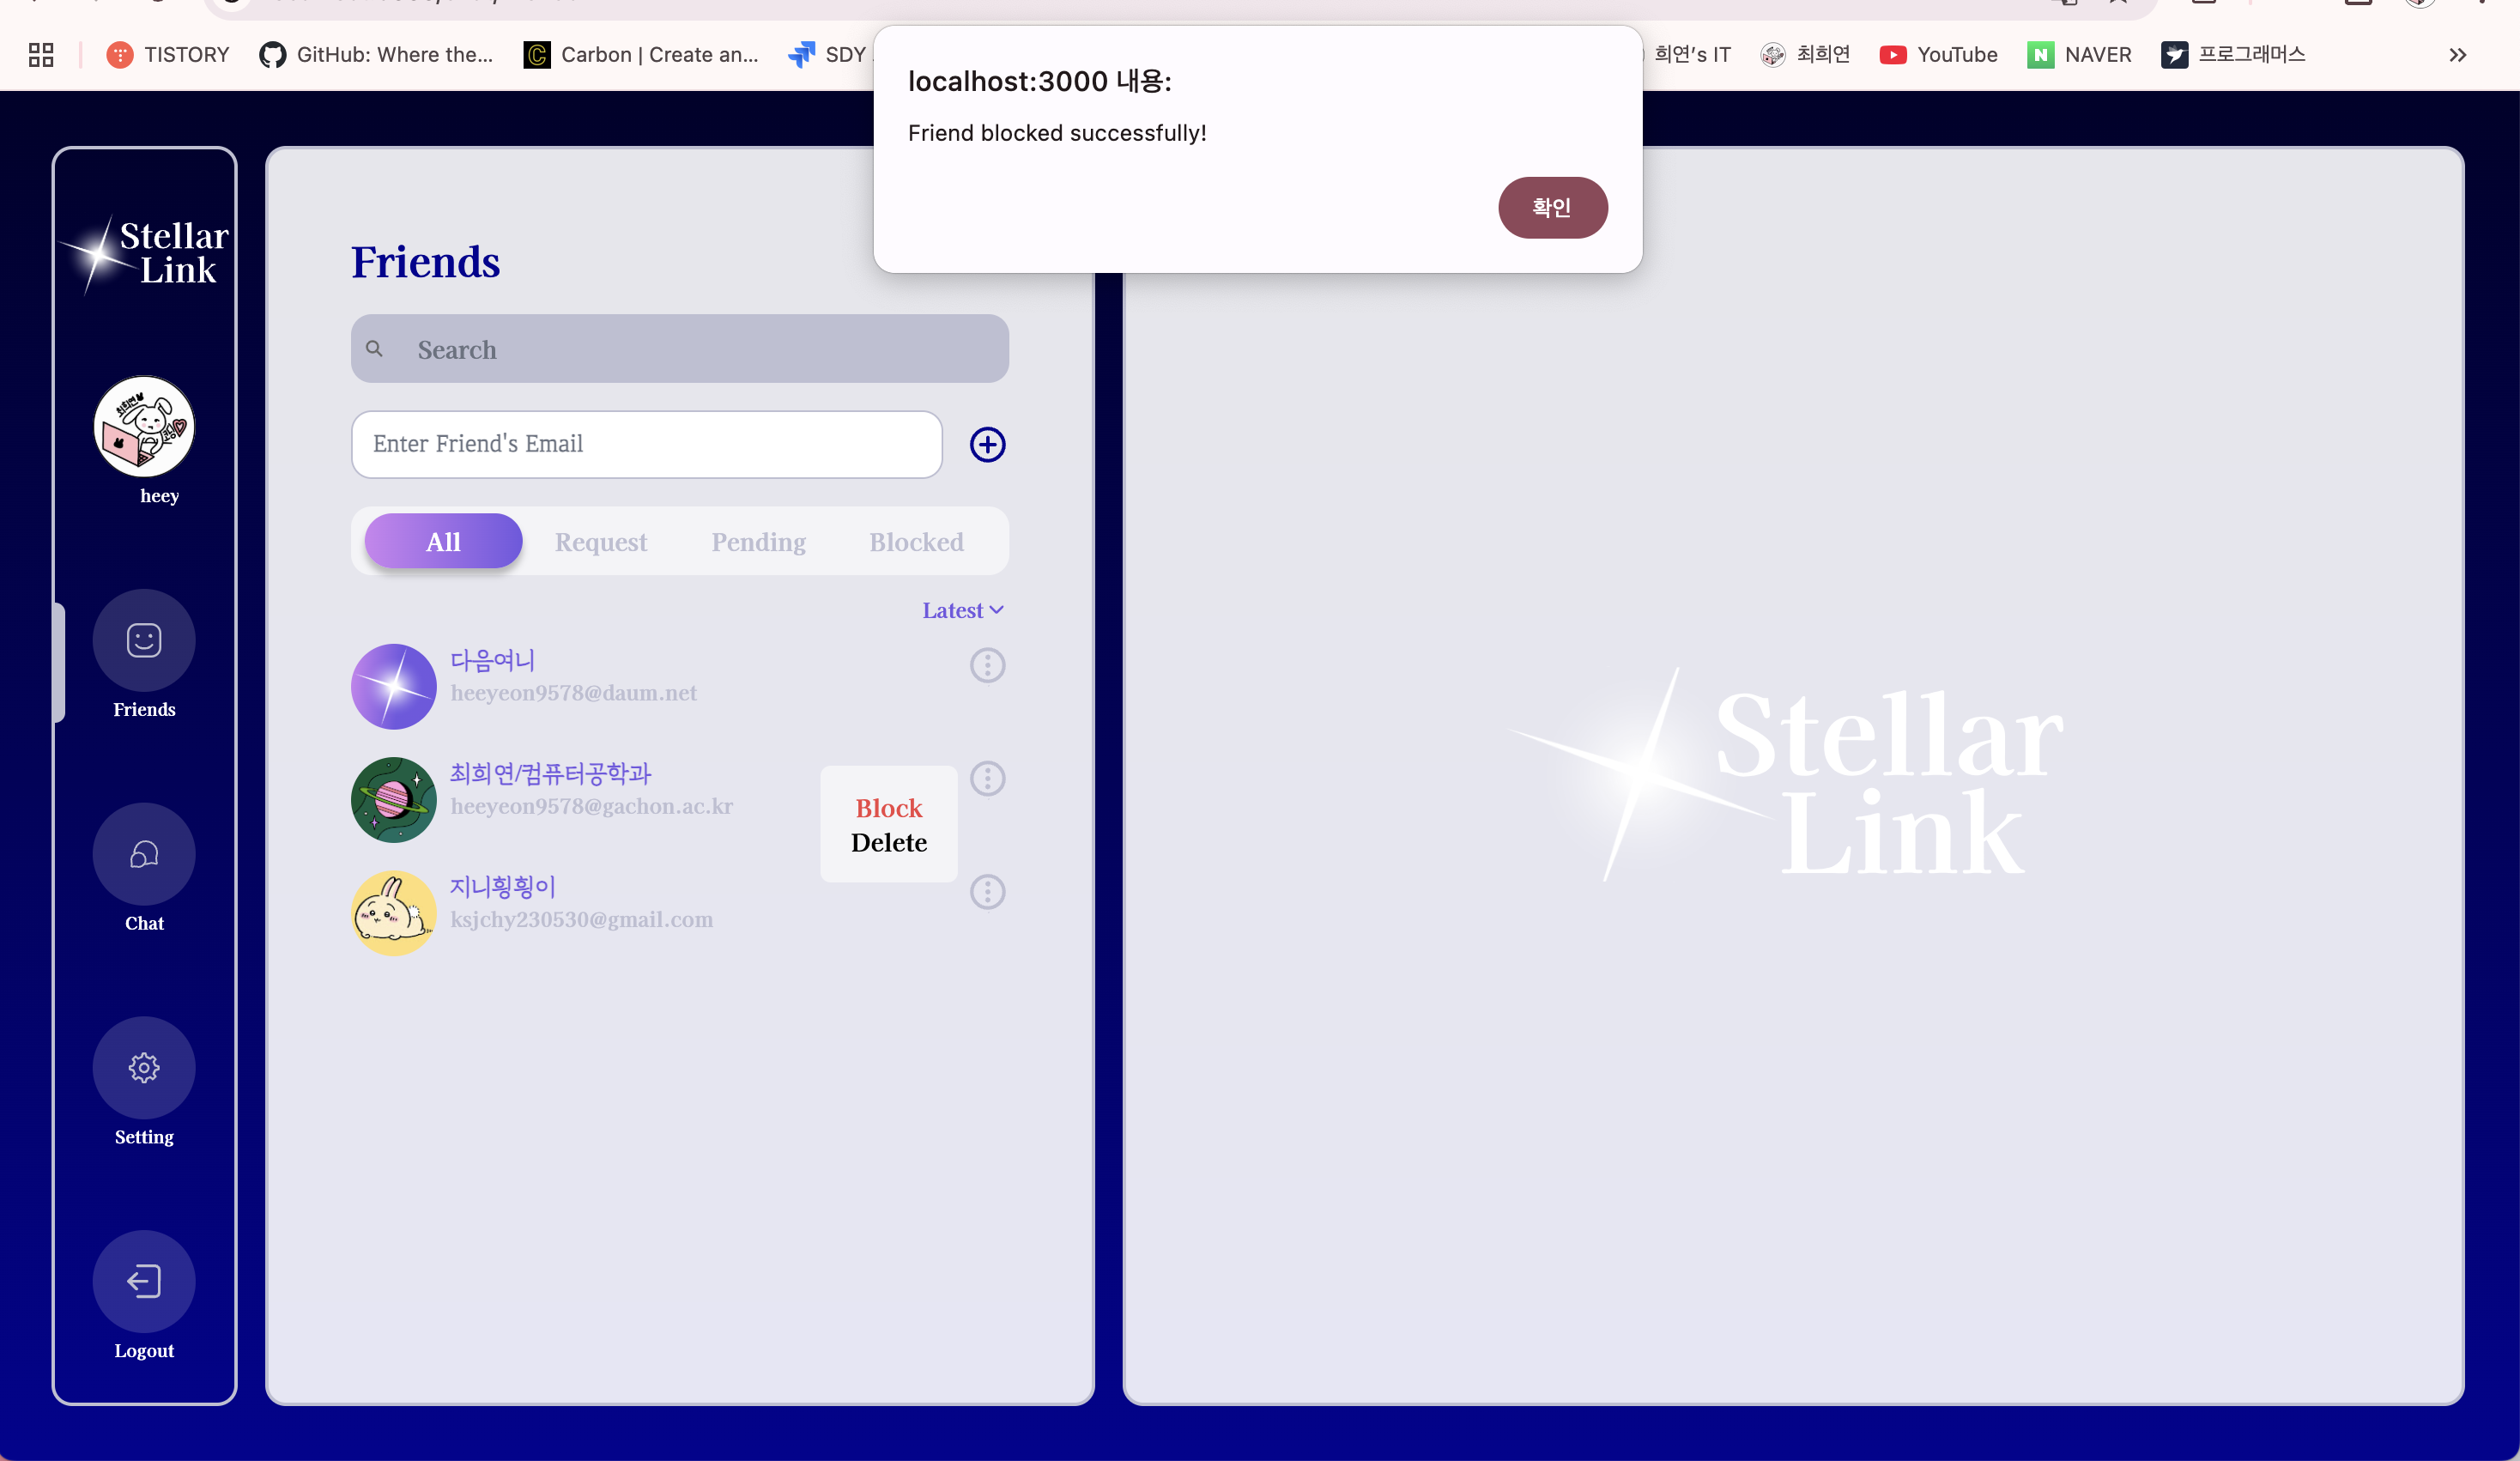 TISTORY
GitHub: Where the...
Carbon | Create an...
SDY
희연's IT
최희연
YouTube
NAVER
프로그래머스
localhost:3000 내용:
Friend blocked successfully!
확인
Stellar
Link
heey
Friends
Chat
Setting
Logout
Friends
Search
Enter Friend's Email
All
Request
Pending
Blocked
Latest
다음여니
heeyeon9578@daum.net
최희연/컴퓨터공학과
heeyeon9578@gachon.ac.kr
Block
Delete
지니휭휭이
ksjchy230530@gmail.com
Stellar
Link